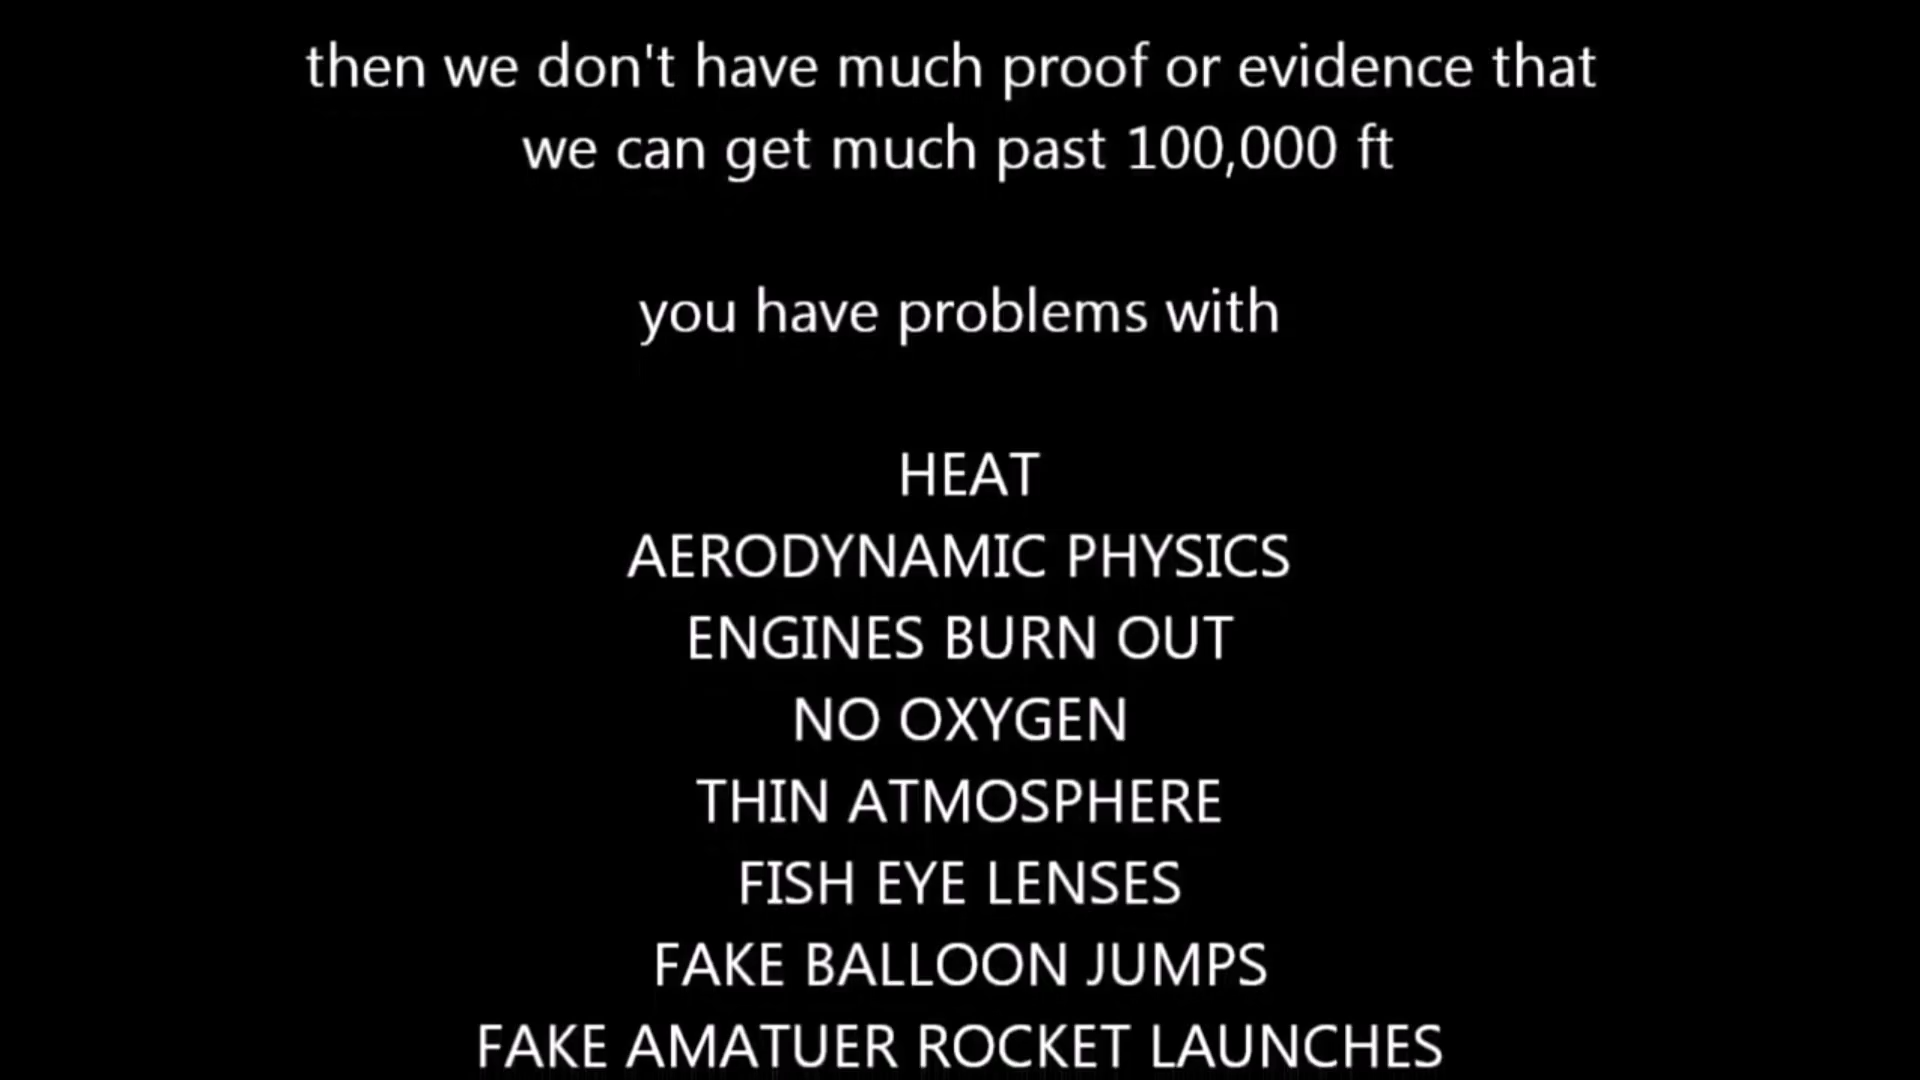 then we don't have much proof or evidence that
we can get much past 100,000 ft
you have problems with
HEAT
AERODYNAMIC PHYSICS
ENGINES BURN OUT
NO OXYGEN
THIN ATMOSPHERE
FISH EYE LENSES
FAKE BALLOON JUMPS
FAKE AMATUER ROCKET LAUNCHES